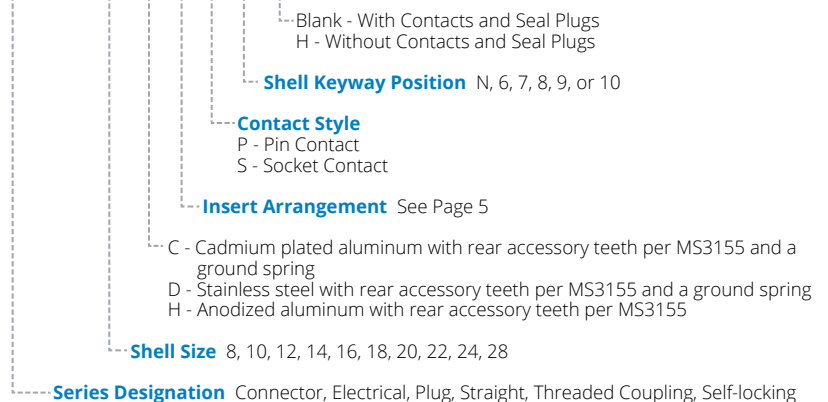 Blank - With Contacts and Seal Plugs
H - Without Contacts and Seal Plugs
Shell Keyway Position N, 6, 7, 8, 9, or 10
Contact Style
P - Pin Contact
S - Socket Contact
Insert Arrangement See Page 5
C - Cadmium plated aluminum with rear accessory teeth per MS3155 and a
ground spring
D - Stainless steel with rear accessory teeth per MS3155 and a ground spring
H - Anodized aluminum with rear accessory teeth per MS3155
Shell Size 8, 10, 12, 14, 16, 18, 20, 22, 24, 28
Series Designation Connector, Electrical, Plug, Straight, Threaded Coupling, Self-locking